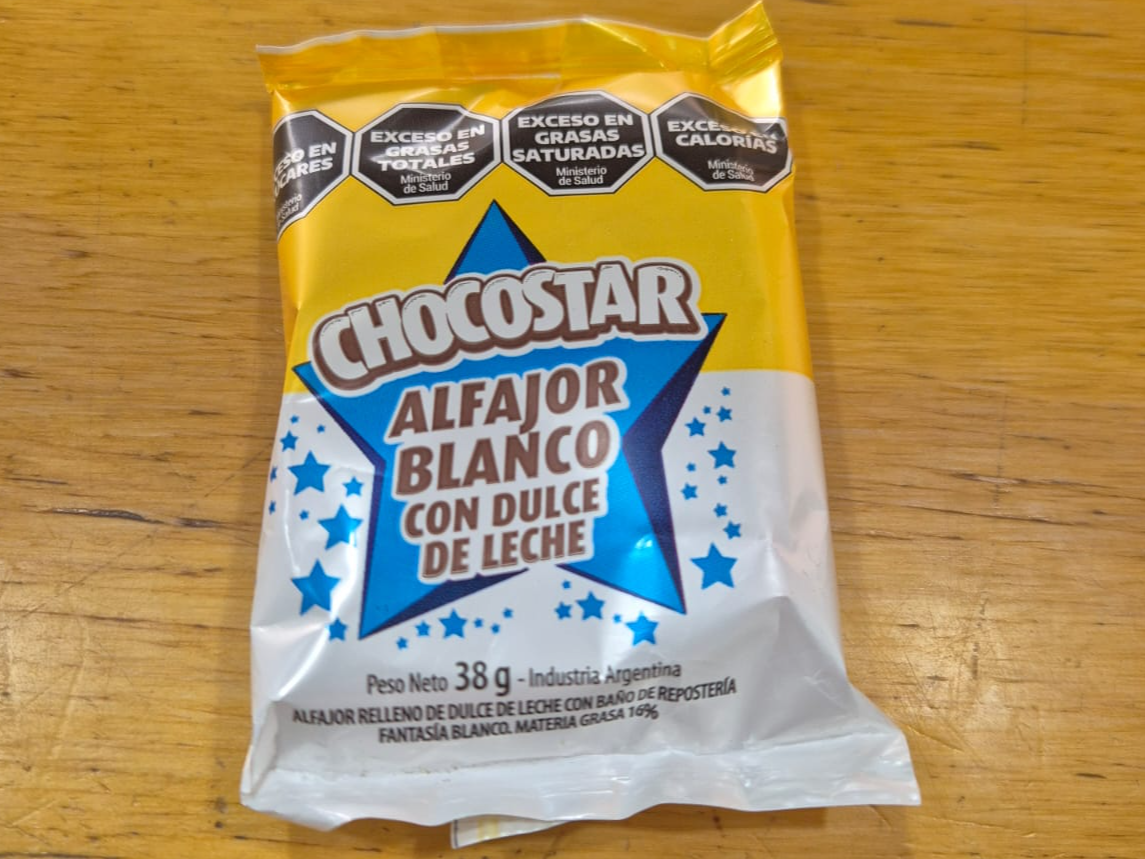 EXCESO EN
GRASAS
TOTALES
Ministerio
de Salud
EXCESO EN
GRASAS
SATURADAS
Ministerio
de Salud
EXCESO EN
CALORÍAS
Ministerio
de Salud
CHOCOSTAR
ALFAJOR
BLANCO
CON DULCE
DE LECHE
Peso Neto 38 g - Industria Argentina
ALFAJOR RELLENO DE DULCE DE LECHE CON BAÑO DE REPOSTERÍA
FANTASÍA BLANCO. MATERIA GRASA 16%